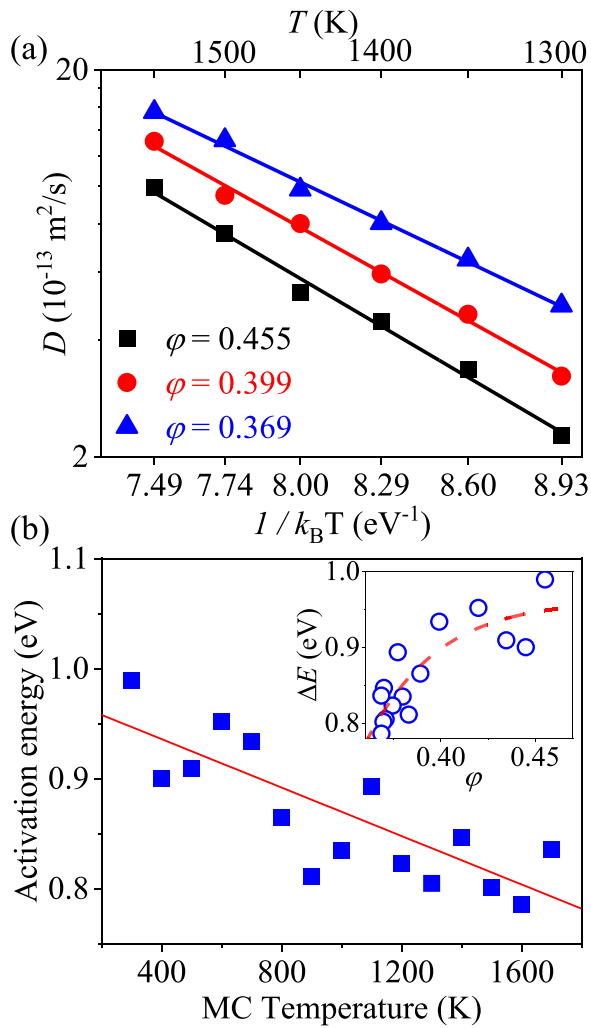 T (K)
(a)
1500 1400 1300
20
D (10⁻¹³ m²/s)
φ = 0.455
φ = 0.399
φ = 0.369
2
7.49 7.74 8.00 8.29 8.60 8.93
1 / k_BT (eV⁻¹)
(b)
1.1
1.0
0.9
0.8
Activation energy (eV)
1.0
0.9
0.8
ΔE (eV)
0.40 0.45
φ
400 800 1200 1600
MC Temperature (K)